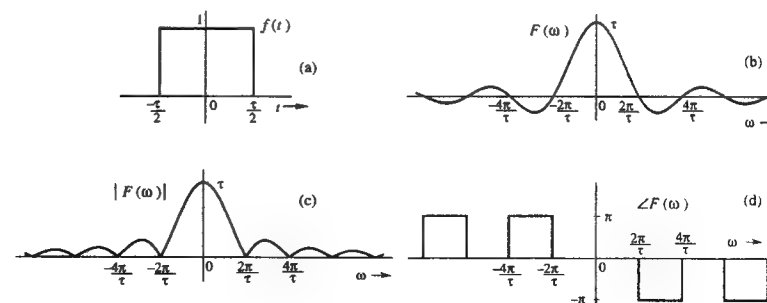 1
f(t)
(a)
−τ/2
0
τ/2
t →
F(ω)
τ
(b)
−4π/τ
−2π/τ
0
2π/τ
4π/τ
ω →
|F(ω)|
τ
(c)
−4π/τ
−2π/τ
0
2π/τ
4π/τ
ω →
∠F(ω)
(d)
π
2π/τ
4π/τ
ω →
−4π/τ
−2π/τ
0
−π